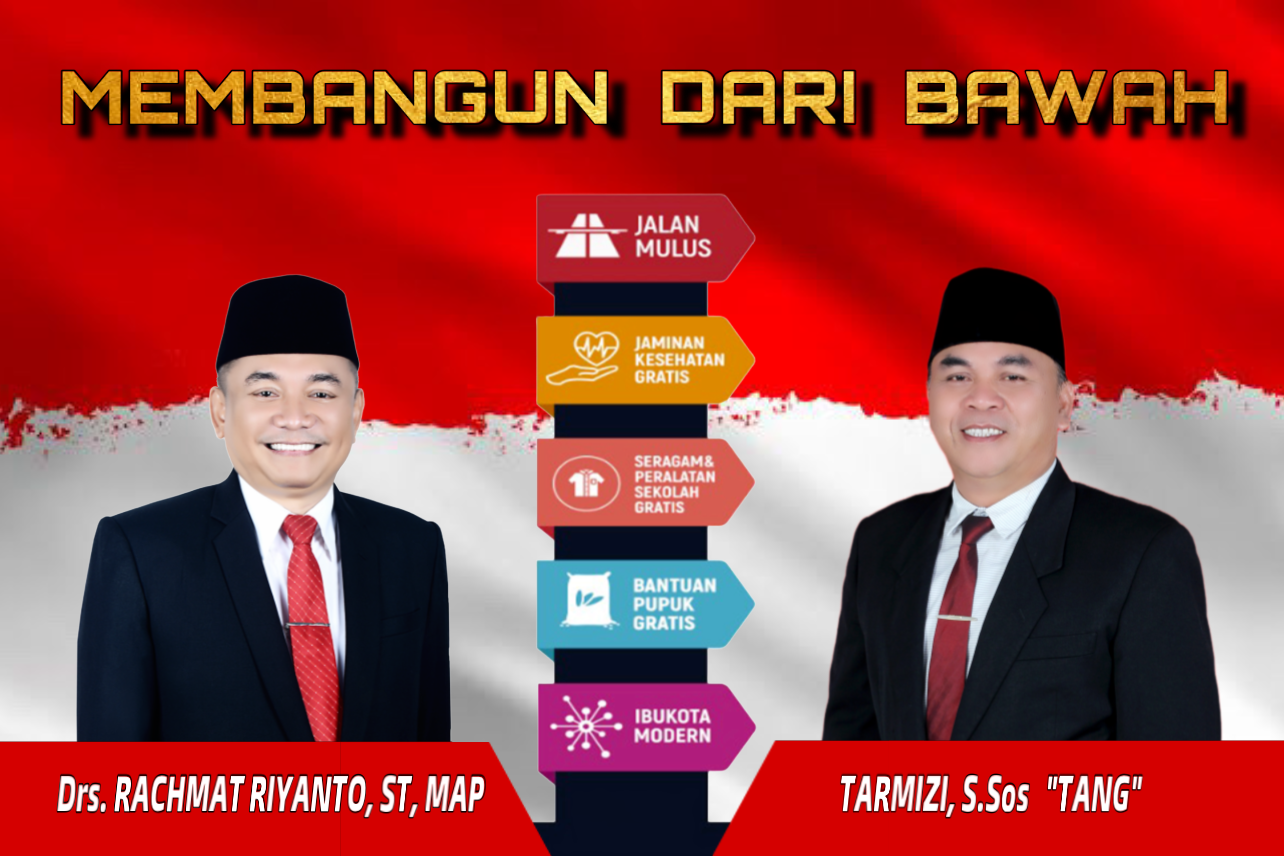 MEMBANGUN DARI BAWAH
JALAN
MULUS
JAMINAN
KESEHATAN
GRATIS
SERAGAM&
PERALATAN
SEKOLAH
GRATIS
BANTUAN
PUPUK
GRATIS
IBUKOTA
MODERN
Drs. RACHMAT RIYANTO, ST, MAP
TARMIZI, S.Sos "TANG"